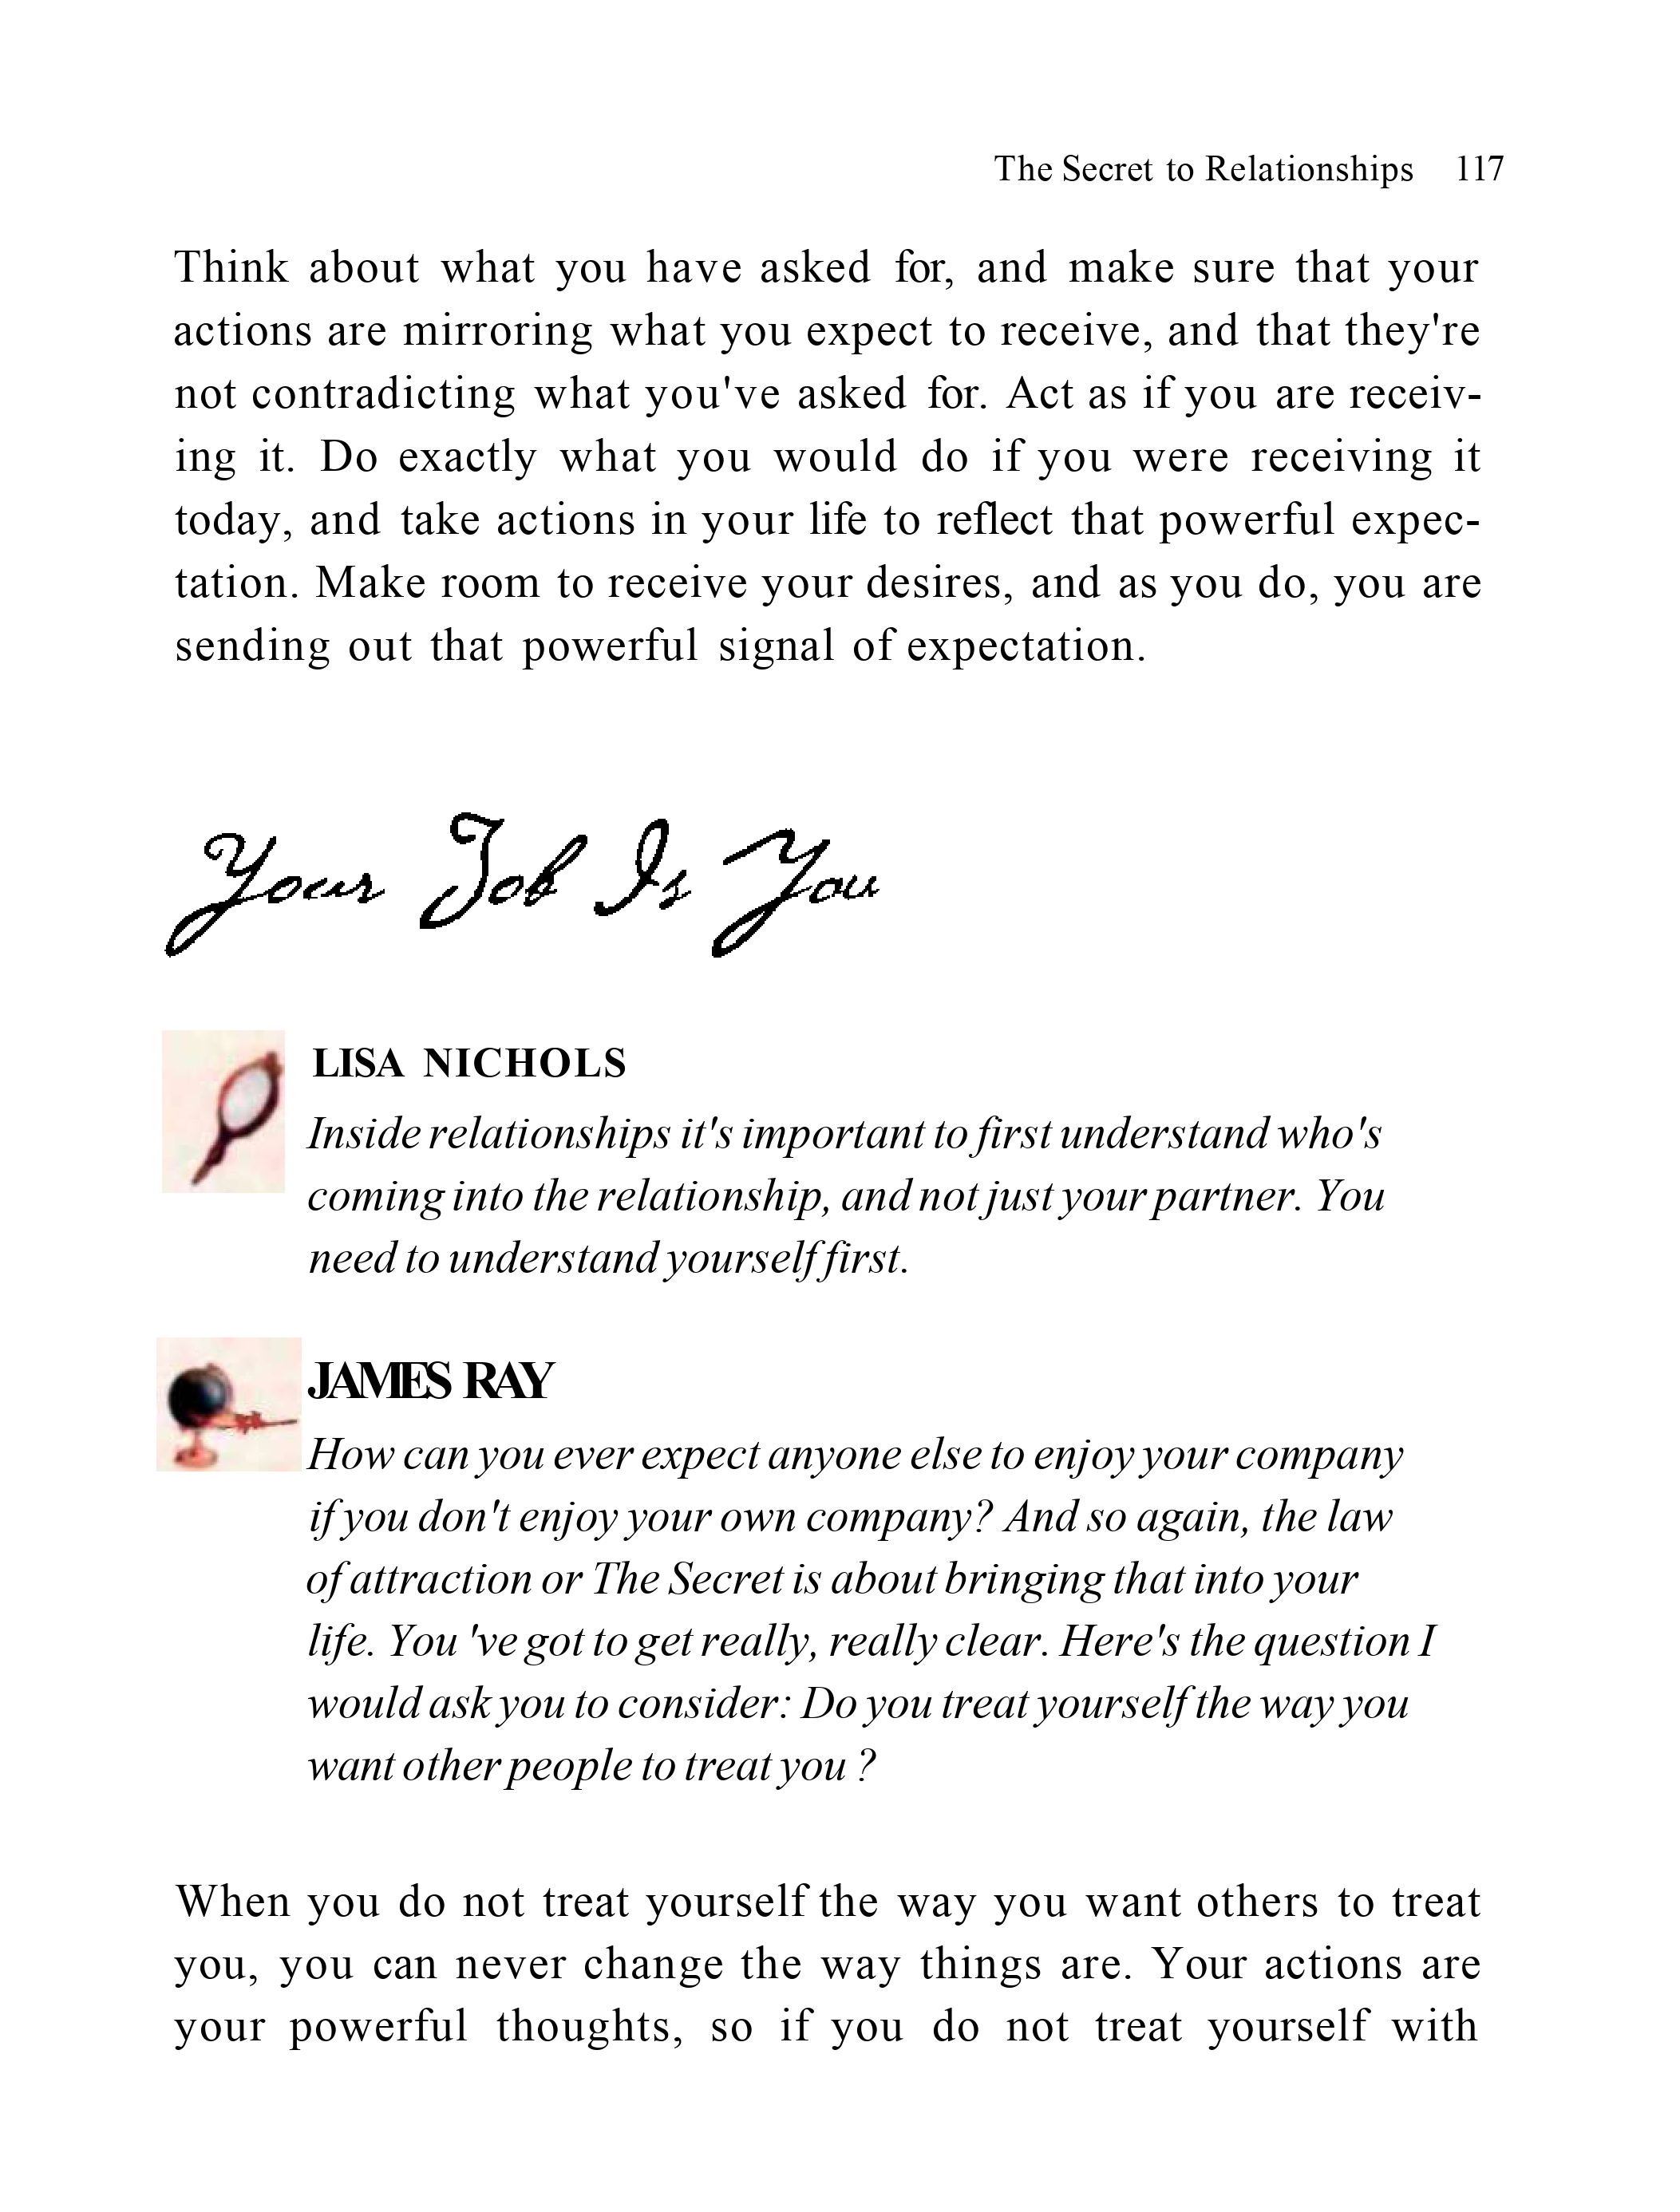 The Secret to Relationships 117
Think about what you have asked for, and make sure that your
actions are mirroring what you expect to receive, and that they're
not contradicting what you've asked for. Act as if you are receiv-
ing it. Do exactly what you would do if you were receiving it
today, and take actions in your life to reflect that powerful expec-
tation. Make room to receive your desires, and as you do, you are
sending out that powerful signal of expectation.
Your Job Is You
LISA NICHOLS
Inside relationships it's important to first understand who's
coming into the relationship, and not just your partner. You
need to understand yourself first.
JAMES RAY
How can you ever expect anyone else to enjoy your company
if you don't enjoy your own company? And so again, the law
of attraction or The Secret is about bringing that into your
life. You 've got to get really, really clear. Here's the question I
would ask you to consider: Do you treat yourself the way you
want other people to treat you ?
When you do not treat yourself the way you want others to treat
you, you can never change the way things are. Your actions are
your powerful thoughts, so if you do not treat yourself with